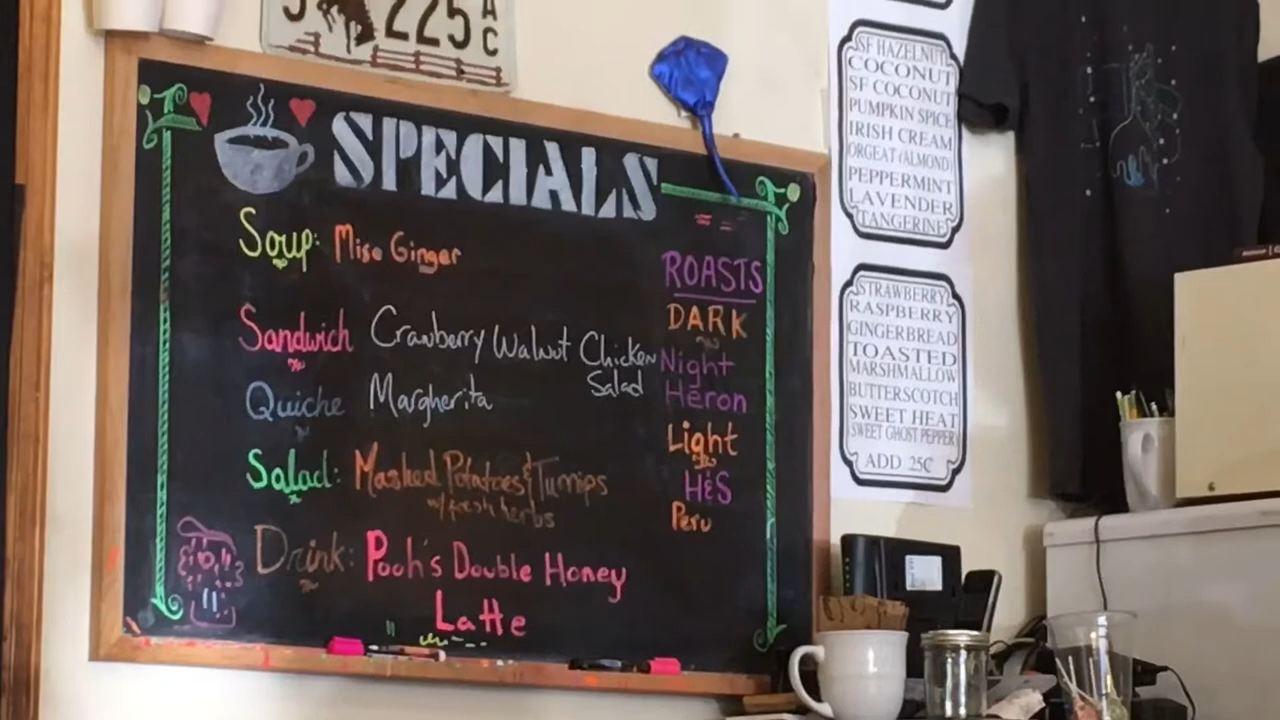 225
AC
SPECIALS
Soup: Miso Ginger
Sandwich Cranberry Walnut Chicken
Salad
Quiche Margherita
Salad: Mashed Potatoes & Turnips
w/ fresh herbs
Drink: Pooh's Double Honey
Latte
ROASTS
DARK
Night
Heron
Light
H&S
Peru
SF HAZELNUT
COCONUT
SF COCONUT
PUMPKIN SPICE
IRISH CREAM
ORGEAT (ALMOND)
PEPPERMINT
LAVENDER
TANGERINE
STRAWBERRY
RASPBERRY
GINGERBREAD
TOASTED
MARSHMALLOW
BUTTERSCOTCH
SWEET HEAT
SWEET GHOST PEPPER
ADD 25C